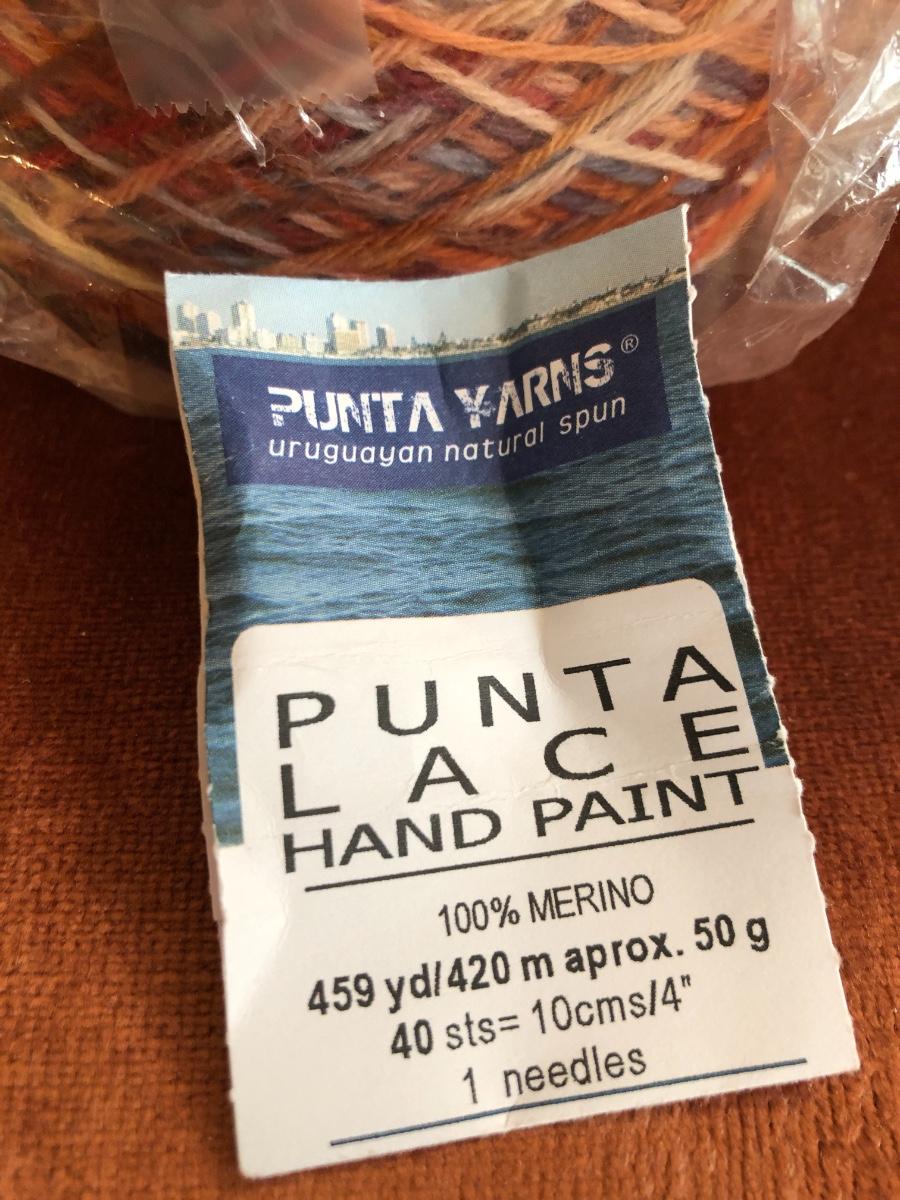 PUNTA YARNS®
uruguayan natural spun
PUNTA
LACE
HAND PAINT
100% MERINO
459 yd/420 m aprox. 50 g
40 sts= 10cms/4"
1 needles